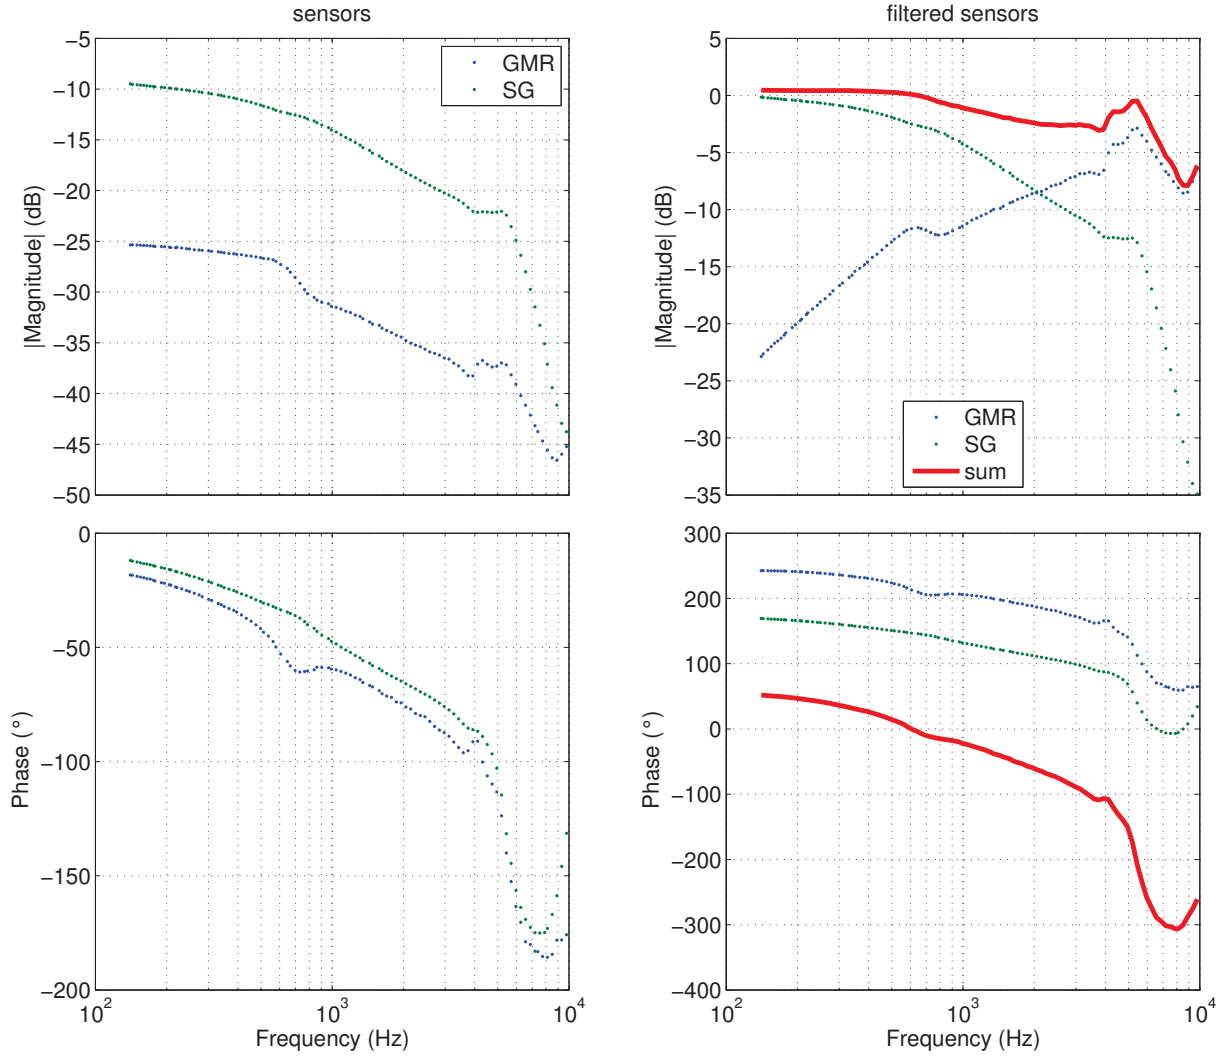 sensors
−5
−10
−15
−20
−25
−30
−35
−40
−45
−50
|Magnitude| (dB)
GMR
SG
filtered sensors
5
0
−5
−10
−15
−20
−25
−30
−35
|Magnitude| (dB)
GMR
SG
sum
0
−50
−100
−150
−200
Phase (°)
10^2
10^3
10^4
Frequency (Hz)
300
200
100
0
−100
−200
−300
−400
Phase (°)
10^2
10^3
10^4
Frequency (Hz)